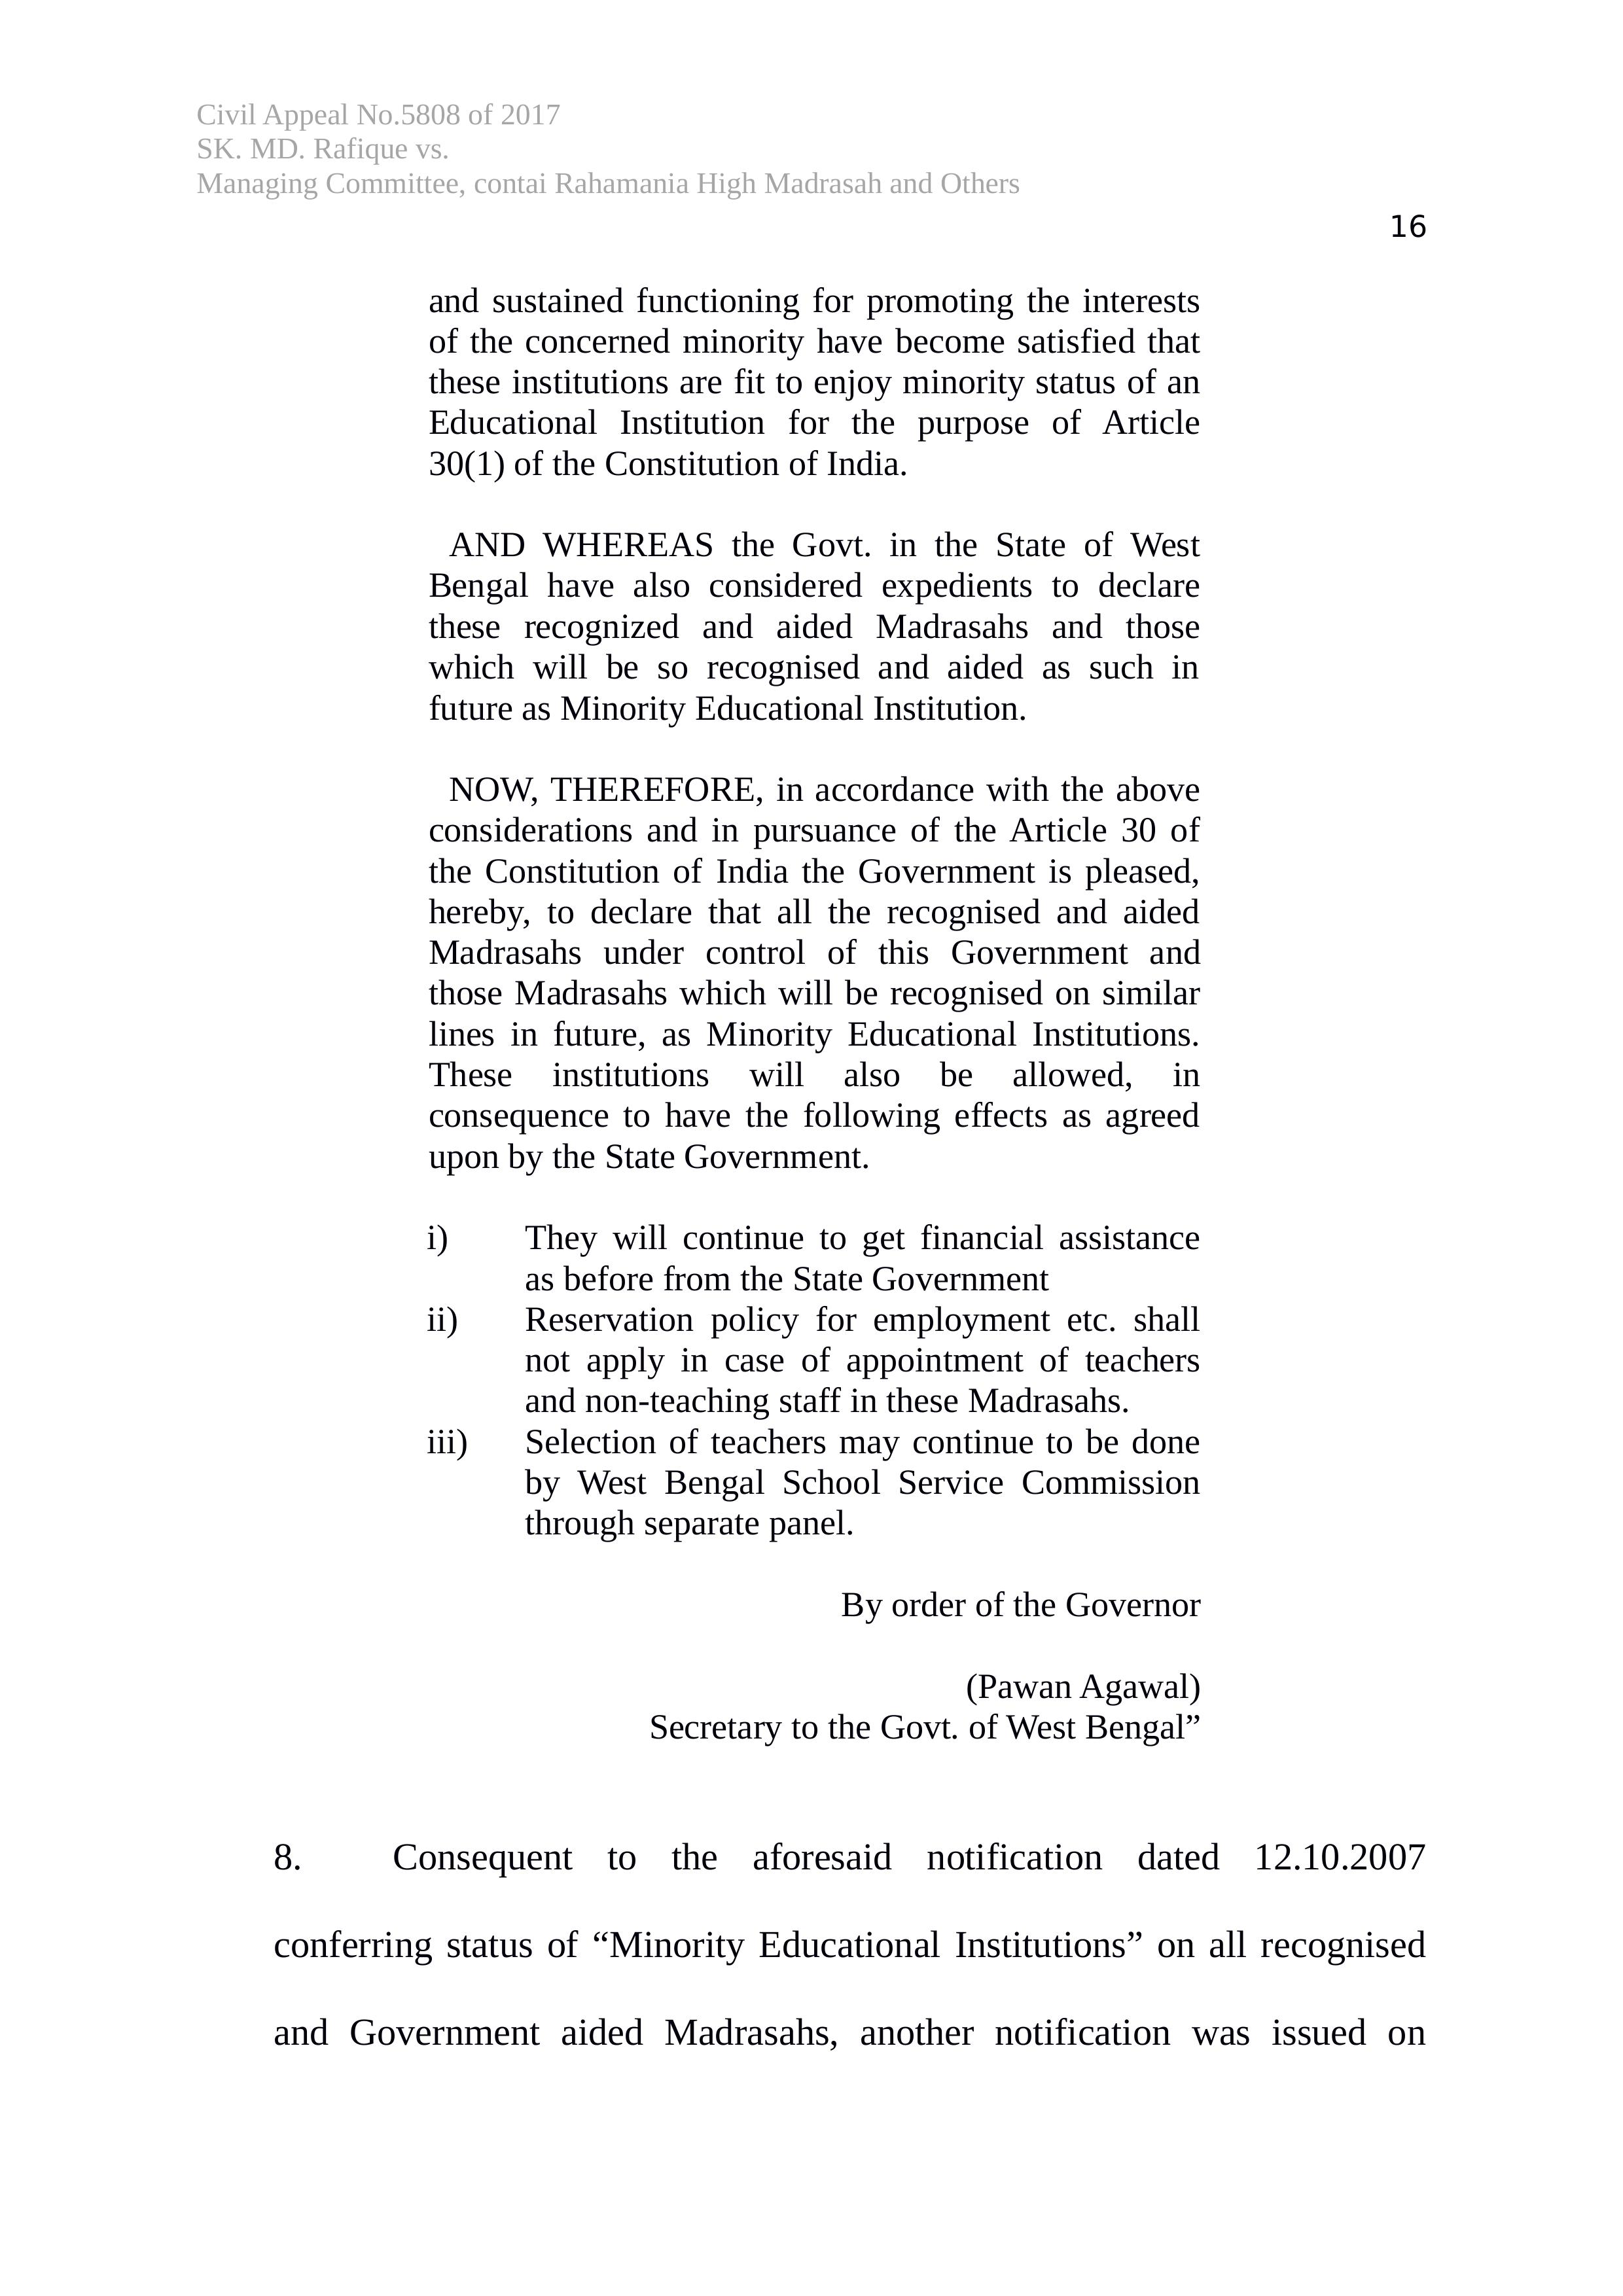 Civil Appeal No.5808 of 2017
SK. MD. Rafique vs.
Managing Committee, contai Rahamania High Madrasah and Others
16
and sustained functioning for promoting the interests
of the concerned minority have become satisfied that
these institutions are fit to enjoy minority status of an
Educational Institution for the purpose of Article
30(1) of the Constitution of India.
AND WHEREAS the Govt. in the State of West
Bengal have also considered expedients to declare
these recognized and aided Madrasahs and those
which will be so recognised and aided as such in
future as Minority Educational Institution.
NOW, THEREFORE, in accordance with the above
considerations and in pursuance of the Article 30 of
the Constitution of India the Government is pleased,
hereby, to declare that all the recognised and aided
Madrasahs under control of this Government and
those Madrasahs which will be recognised on similar
lines in future, as Minority Educational Institutions.
These institutions will also be allowed, in
consequence to have the following effects as agreed
upon by the State Government.
i) They will continue to get financial assistance
as before from the State Government
ii) Reservation policy for employment etc. shall
not apply in case of appointment of teachers
and non-teaching staff in these Madrasahs.
iii) Selection of teachers may continue to be done
by West Bengal School Service Commission
through separate panel.
By order of the Governor
(Pawan Agawal)
Secretary to the Govt. of West Bengal”
8. Consequent to the aforesaid notification dated 12.10.2007
conferring status of “Minority Educational Institutions” on all recognised
and Government aided Madrasahs, another notification was issued on